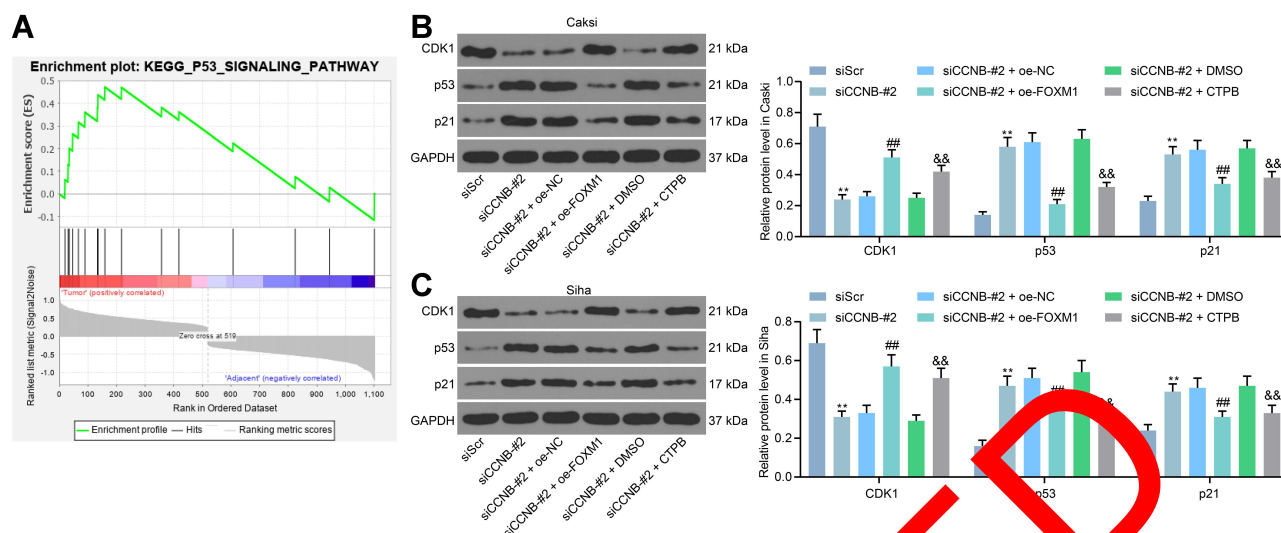 A
Enrichment plot: KEGG_P53_SIGNALING_PATHWAY
Enrichment score (ES)
0.5
0.4
0.3
0.2
0.1
0.0
-0.1
'Tumor' (positively correlated)
Ranked list metric (Signal2Noise)
1.0
0.5
0.0
-0.5
-1.0
Zero cross at 519
'Adjacent' (negatively correlated)
0 100 200 300 400 500 600 700 800 900 1,000 1,100
Rank in Ordered Dataset
Enrichment profile Hits Ranking metric scores
B
Caksi
CDK1 21 kDa
p53 21 kDa
p21 17 kDa
GAPDH 37 kDa
siScr
siCCNB-#2
siCCNB-#2 + oe-NC
siCCNB-#2 + oe-FOXM1
siCCNB-#2 + DMSO
siCCNB-#2 + CTPB
siScr siCCNB-#2 + oe-NC siCCNB-#2 + DMSO
siCCNB-#2 siCCNB-#2 + oe-FOXM1 siCCNB-#2 + CTPB
Relative protein level in Caski
1.0
0.8
0.6
0.4
0.2
0.0
** ## && ** ## && ** ## &&
CDK1 p53 p21
C
Siha
CDK1 21 kDa
p53 21 kDa
p21 17 kDa
GAPDH 37 kDa
siScr
siCCNB-#2
siCCNB-#2 + oe-NC
siCCNB-#2 + oe-FOXM1
siCCNB-#2 + DMSO
siCCNB-#2 + CTPB
siScr siCCNB-#2 + oe-NC siCCNB-#2 + DMSO
siCCNB-#2 siCCNB-#2 + oe-FOXM1 siCCNB-#2 + CTPB
Relative protein level in Siha
0.8
0.6
0.4
0.2
0.0
** ## && ** ## ** ## &&
CDK1 p53 p21